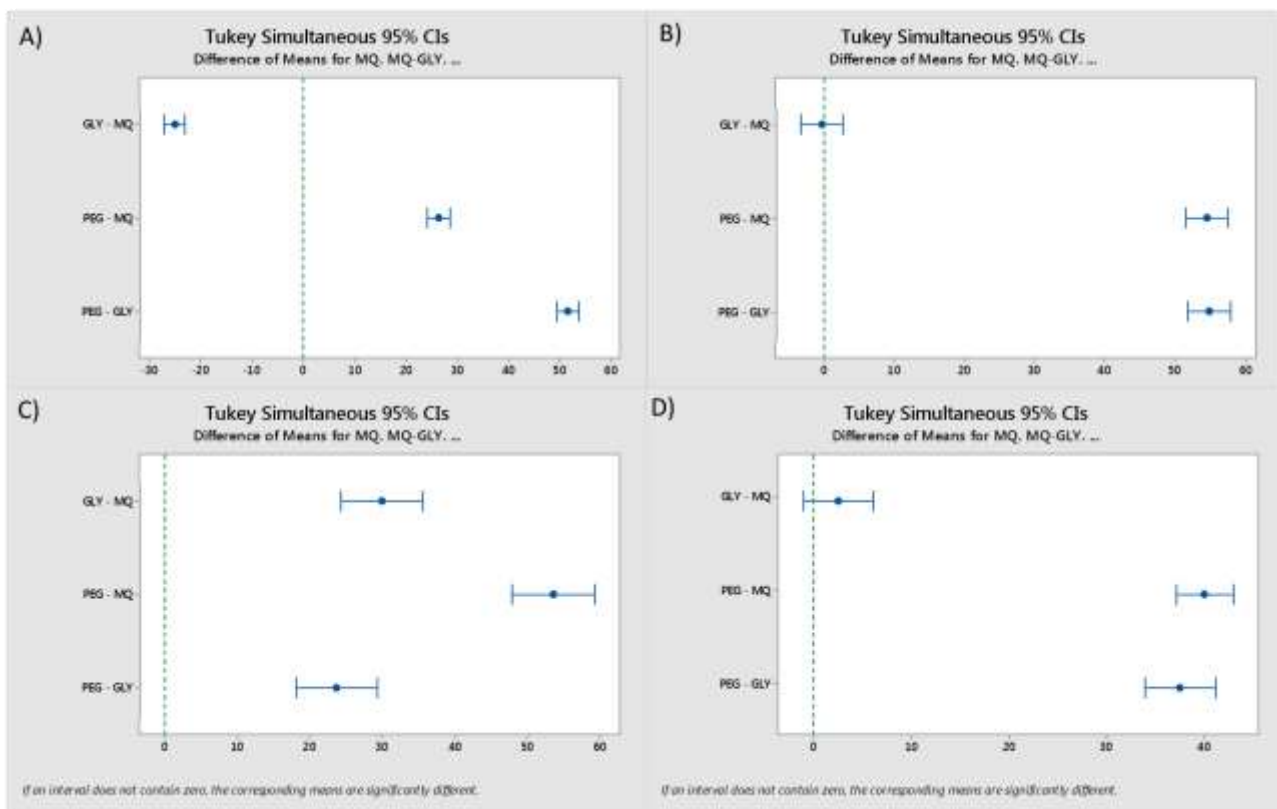 A)
Tukey Simultaneous 95% CIs
Difference of Means for MQ. MQ-GLY. ...
GLY - MQ
PEG - MQ
PEG - GLY
-30 -20 -10 0 10 20 30 40 50 60
B)
Tukey Simultaneous 95% CIs
Difference of Means for MQ. MQ-GLY. ...
GLY - MQ
PEG - MQ
PEG - GLY
0 10 20 30 40 50 60
C)
Tukey Simultaneous 95% CIs
Difference of Means for MQ. MQ-GLY. ...
GLY - MQ
PEG - MQ
PEG - GLY
0 10 20 30 40 50 60
If an interval does not contain zero, the corresponding means are significantly different.
D)
Tukey Simultaneous 95% CIs
Difference of Means for MQ. MQ-GLY. ...
GLY - MQ
PEG - MQ
PEG - GLY
0 10 20 30 40
If an interval does not contain zero, the corresponding means are significantly different.